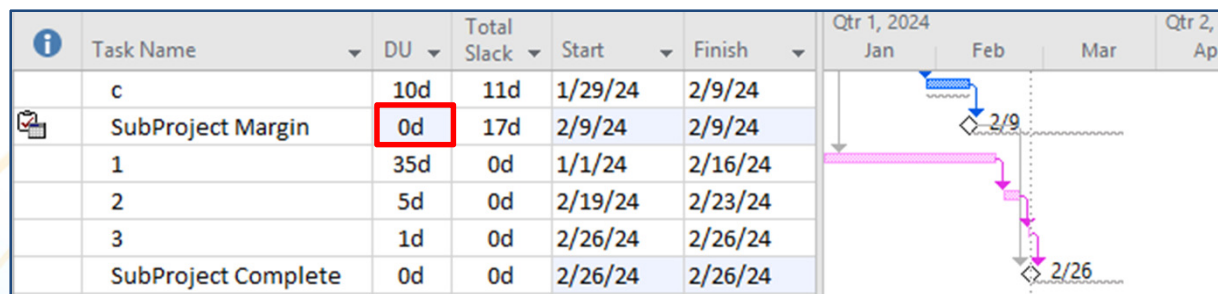 Qtr 1, 2024 Qtr 2,
Task Name DU Total Slack Start Finish Jan Feb Mar Ap
c 10d 11d 1/29/24 2/9/24
SubProject Margin 0d 17d 2/9/24 2/9/24 2/9
1 35d 0d 1/1/24 2/16/24
2 5d 0d 2/19/24 2/23/24
3 1d 0d 2/26/24 2/26/24
SubProject Complete 0d 0d 2/26/24 2/26/24 2/26